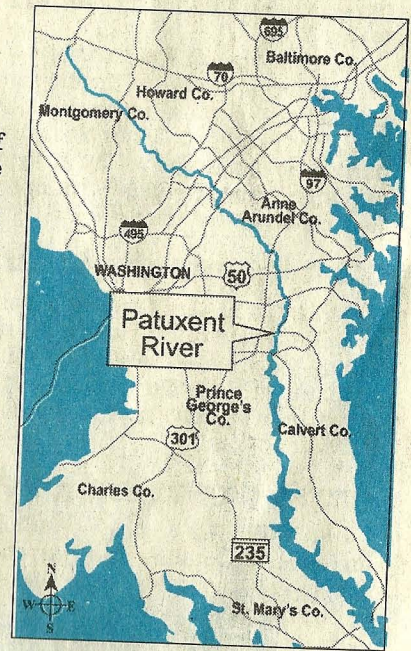 695
Baltimore Co.
70
Howard Co.
Montgomery Co.
f
e
97
Anne
Arundel Co.
495
WASHINGTON
50
Patuxent
River
Prince
George's
Co.
301
Calvert Co.
Charles Co.
235
St. Mary's Co.
N
W E
S